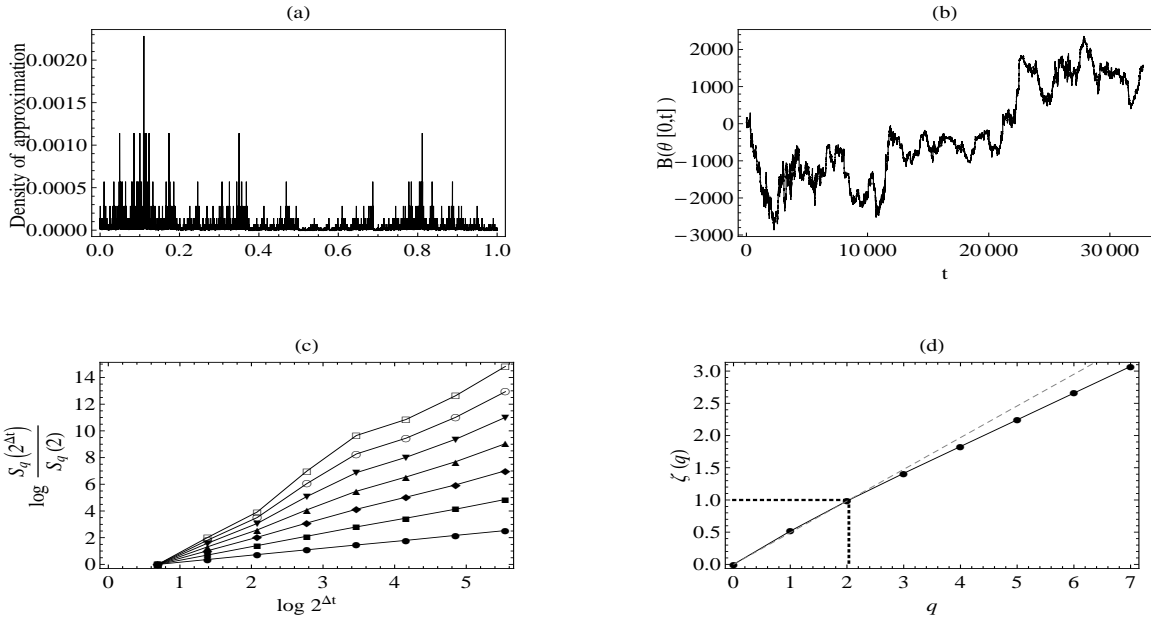 (a)
Density of approximation
0.0020
0.0015
0.0010
0.0005
0.0000
0.0 0.2 0.4 0.6 0.8 1.0
(b)
B(θ [0,t] )
2000
1000
0
−1000
−2000
−3000
0 10 000 20 000 30 000
t
(c)
log S_q(2^Δt) / S_q(2)
14
12
10
8
6
4
2
0
0 1 2 3 4 5
log 2^Δt
(d)
ζ(q)
3.0
2.5
2.0
1.5
1.0
0.5
0.0
0 1 2 3 4 5 6 7
q